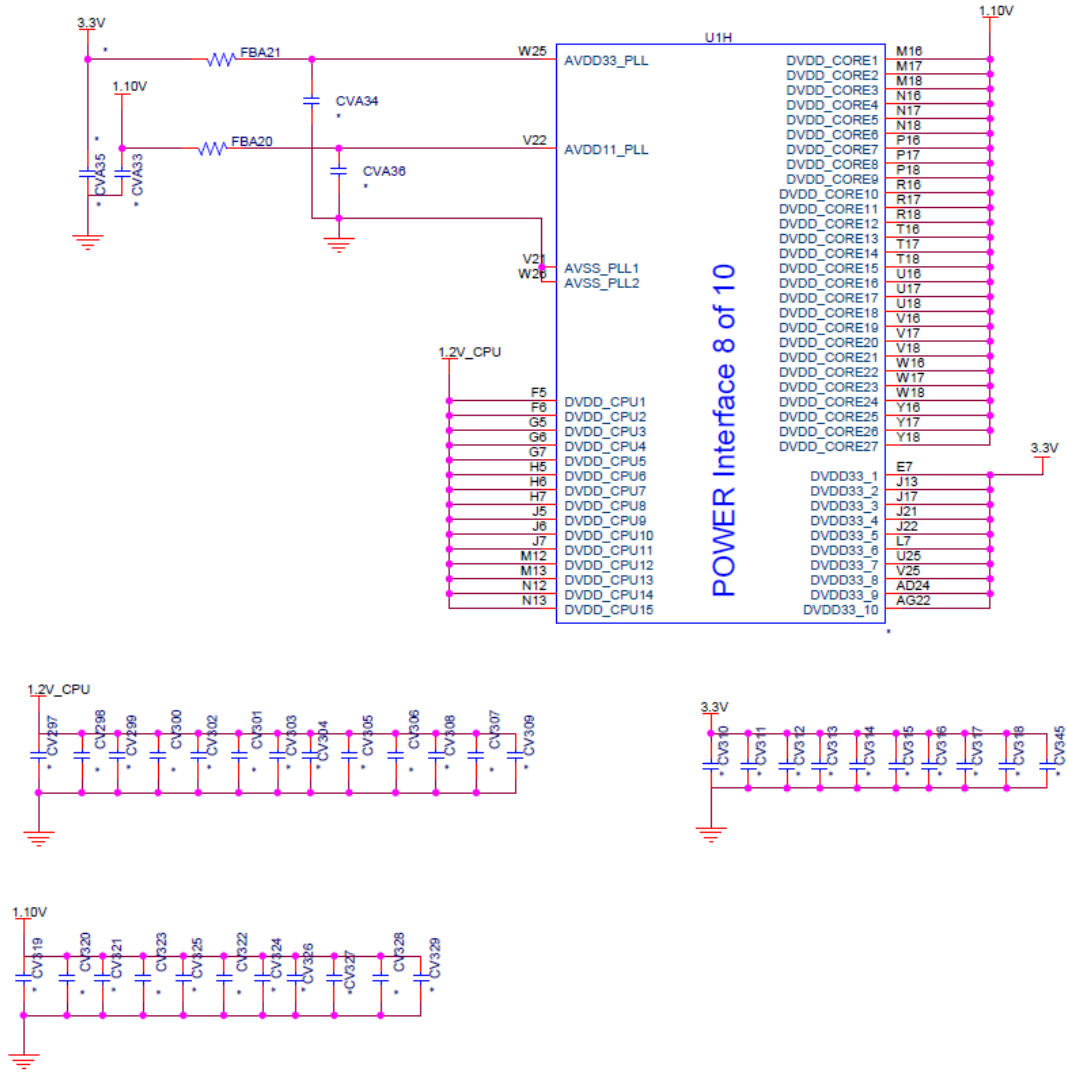 3.3V
*
FBA21
1.10V
*
FBA20
CVA34
*
CVA36
*
CVA35
*
CVA33
*
U1H
W25 AVDD33_PLL
V22 AVDD11_PLL
V21 AVSS_PLL1
W26 AVSS_PLL2
1.2V_CPU
F5 DVDD_CPU1
F6 DVDD_CPU2
G5 DVDD_CPU3
G6 DVDD_CPU4
G7 DVDD_CPU5
H5 DVDD_CPU6
H6 DVDD_CPU7
H7 DVDD_CPU8
J5 DVDD_CPU9
J6 DVDD_CPU10
J7 DVDD_CPU11
M12 DVDD_CPU12
M13 DVDD_CPU13
N12 DVDD_CPU14
N13 DVDD_CPU15
POWER Interface 8 of 10
1.10V
DVDD_CORE1 M16
DVDD_CORE2 M17
DVDD_CORE3 M18
DVDD_CORE4 N16
DVDD_CORE5 N17
DVDD_CORE6 N18
DVDD_CORE7 P16
DVDD_CORE8 P17
DVDD_CORE9 P18
DVDD_CORE10 R16
DVDD_CORE11 R17
DVDD_CORE12 R18
DVDD_CORE13 T16
DVDD_CORE14 T17
DVDD_CORE15 T18
DVDD_CORE16 U16
DVDD_CORE17 U17
DVDD_CORE18 U18
DVDD_CORE19 V16
DVDD_CORE20 V17
DVDD_CORE21 V18
DVDD_CORE22 W16
DVDD_CORE23 W17
DVDD_CORE24 W18
DVDD_CORE25 Y16
DVDD_CORE26 Y17
DVDD_CORE27 Y18
3.3V
DVDD33_1 E7
DVDD33_2 J13
DVDD33_3 J17
DVDD33_4 J21
DVDD33_5 J22
DVDD33_6 L7
DVDD33_7 U25
DVDD33_8 V25
DVDD33_9 AD24
DVDD33_10 AG22
*
1.2V_CPU
CV297 *
CV298 *
CV299 *
CV300 *
CV302 *
CV301 *
CV303 *
CV304 *
CV305 *
CV306 *
CV308 *
CV307 *
CV309 *
3.3V
CV310 *
CV311 *
CV312 *
CV313 *
CV314 *
CV315 *
CV316 *
CV317 *
CV318 *
CV345 *
1.10V
CV319 *
CV320 *
CV321 *
CV323 *
CV325 *
CV322 *
CV324 *
CV326 *
CV327 *
CV328 *
CV329 *